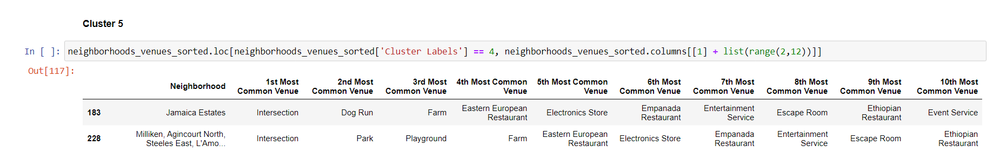 Cluster 5
In [ ]: neighborhoods_venues_sorted.loc[neighborhoods_venues_sorted['Cluster Labels'] == 4, neighborhoods_venues_sorted.columns[[1] + list(range(2,12))]]
Out[117]:
Neighborhood 1st Most Common Venue 2nd Most Common Venue 3rd Most Common Venue 4th Most Common Venue 5th Most Common Venue 6th Most Common Venue 7th Most Common Venue 8th Most Common Venue 9th Most Common Venue 10th Most Common Venue
183 Jamaica Estates Intersection Dog Run Farm Eastern European Restaurant Electronics Store Empanada Restaurant Entertainment Service Escape Room Ethiopian Restaurant Event Service
228 Milliken, Agincourt North, Steeles East, L'Amo... Intersection Park Playground Farm Eastern European Restaurant Electronics Store Empanada Restaurant Entertainment Service Escape Room Ethiopian Restaurant